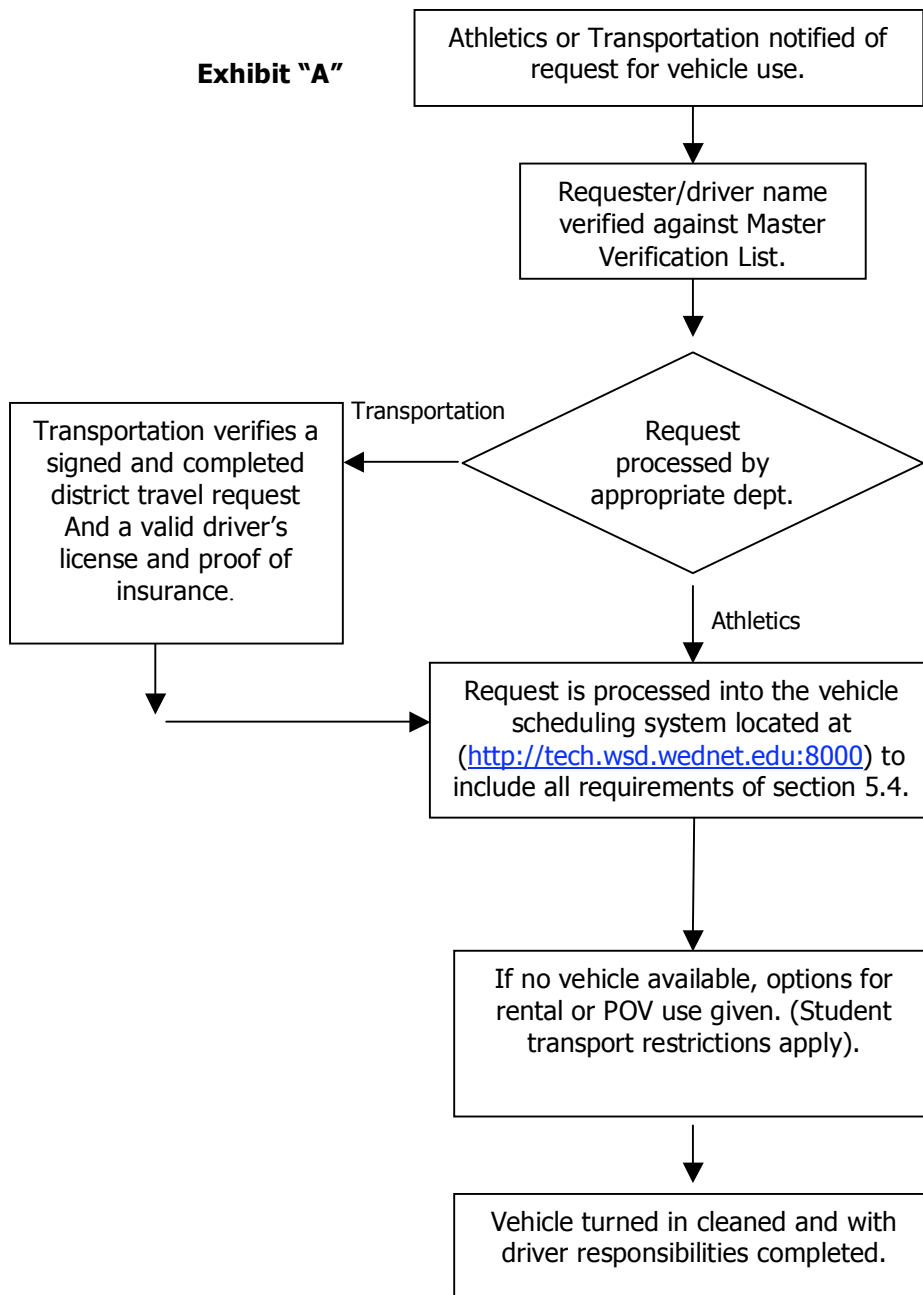 Exhibit “A”
Athletics or Transportation notified of
request for vehicle use.
Requester/driver name
verified against Master
Verification List.
Request
processed by
appropriate dept.
Transportation
Transportation verifies a
signed and completed
district travel request
And a valid driver’s
license and proof of
insurance.
Athletics
Request is processed into the vehicle
scheduling system located at
(http://tech.wsd.wednet.edu:8000) to
include all requirements of section 5.4.
If no vehicle available, options for
rental or POV use given. (Student
transport restrictions apply).
Vehicle turned in cleaned and with
driver responsibilities completed.